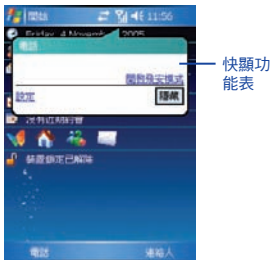 開始 11:56
Friday, 4 November 2005
電話
開啟飛安模式
設定 隱藏
沒有近期約會
裝置鎖定已解除
電話 連絡人
快顯功
能表